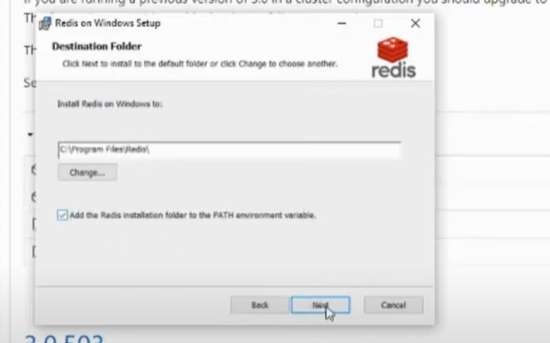 If you are running a previous version of 3.0 in a cluster configuration you should upgrade to
Redis on Windows Setup
Th
Destination Folder
Click Next to install to the default folder or click Change to choose another.
redis
Th
Se
Install Redis on Windows to:
C:\Program Files\Redis\
Change...
Add the Redis installation folder to the PATH environment variable.
Back
Next
Cancel
3.0.503